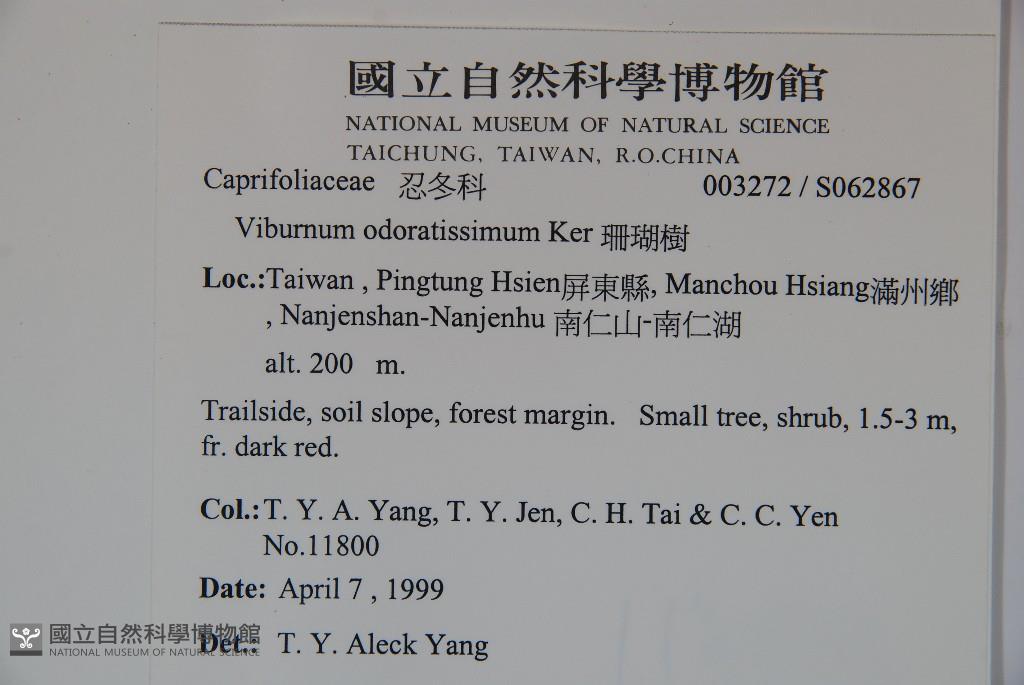 國立自然科學博物館
NATIONAL MUSEUM OF NATURAL SCIENCE
TAICHUNG, TAIWAN, R.O.CHINA
Caprifoliaceae 忍冬科 003272 / S062867
Viburnum odoratissimum Ker 珊瑚樹
Loc.:Taiwan , Pingtung Hsien屏東縣, Manchou Hsiang滿州鄉
, Nanjenshan-Nanjenhu 南仁山-南仁湖
alt. 200 m.
Trailside, soil slope, forest margin. Small tree, shrub, 1.5-3 m,
fr. dark red.
Col.:T. Y. A. Yang, T. Y. Jen, C. H. Tai & C. C. Yen
No.11800
Date: April 7 , 1999
Det.: T. Y. Aleck Yang
國立自然科學博物館
NATIONAL MUSEUM OF NATURAL SCIENCE